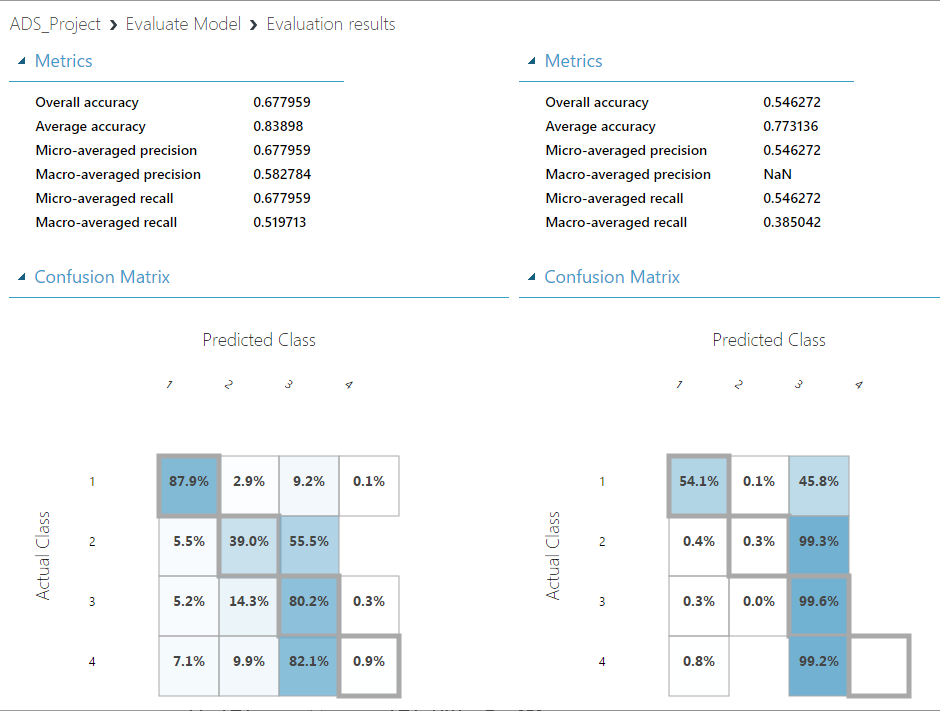 ADS_Project ❯ Evaluate Model ❯ Evaluation results
Metrics
Overall accuracy 0.677959
Average accuracy 0.83898
Micro-averaged precision 0.677959
Macro-averaged precision 0.582784
Micro-averaged recall 0.677959
Macro-averaged recall 0.519713
Confusion Matrix
Predicted Class
1 2 3 4
Actual Class
1 87.9% 2.9% 9.2% 0.1%
2 5.5% 39.0% 55.5%
3 5.2% 14.3% 80.2% 0.3%
4 7.1% 9.9% 82.1% 0.9%
Metrics
Overall accuracy 0.546272
Average accuracy 0.773136
Micro-averaged precision 0.546272
Macro-averaged precision NaN
Micro-averaged recall 0.546272
Macro-averaged recall 0.385042
Confusion Matrix
Predicted Class
1 2 3 4
Actual Class
1 54.1% 0.1% 45.8%
2 0.4% 0.3% 99.3%
3 0.3% 0.0% 99.6%
4 0.8% 99.2%